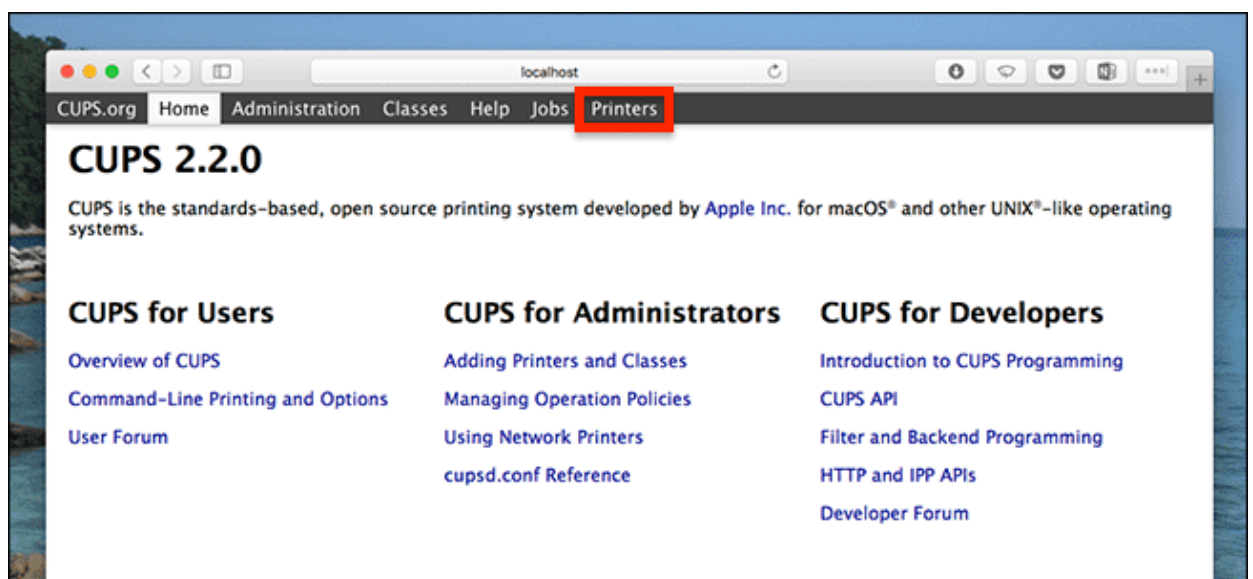 localhost
CUPS.org Home Administration Classes Help Jobs Printers
CUPS 2.2.0
CUPS is the standards-based, open source printing system developed by Apple Inc. for macOS® and other UNIX®-like operating
systems.
CUPS for Users
Overview of CUPS
Command-Line Printing and Options
User Forum
CUPS for Administrators
Adding Printers and Classes
Managing Operation Policies
Using Network Printers
cupsd.conf Reference
CUPS for Developers
Introduction to CUPS Programming
CUPS API
Filter and Backend Programming
HTTP and IPP APIs
Developer Forum